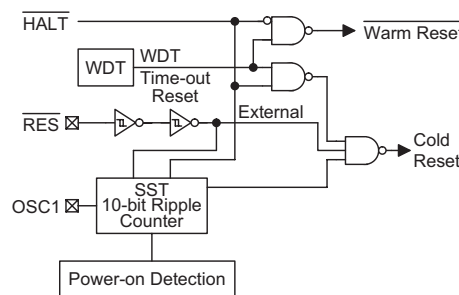 HALT
Warm Reset
WDT
WDT
Time-out
Reset
RES
External
Cold
Reset
SST
10-bit Ripple
Counter
OSC1
Power-on Detection